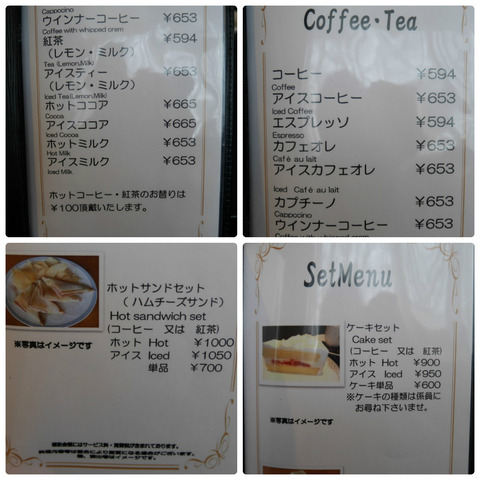 Cappccino
ウインナーコーヒー ¥653
Coffee with whipped crem
紅茶 ¥594
（レモン・ミルク）
Tea (Lemon,Milk)
アイスティー ¥653
（レモン・ミルク）
Iced Tea(Lemon,Milk)
ホットココア ¥665
Cocoa
アイスココア ¥665
Iced Cocoa
ホットミルク ¥653
Hot Milk
アイスミルク ¥653
Iced Milk
ホットコーヒー・紅茶のお替りは
¥100頂戴いたします。
Coffee・Tea
コーヒー ¥594
Coffee
アイスコーヒー ¥653
Iced Coffee
エスプレッソ ¥594
Espresso
カフェオレ ¥653
Café au lait
アイスカフェオレ ¥653
Iced Café au lait
カプチーノ ¥653
Cappccino
ウインナーコーヒー ¥653
Coffee with whipped crem
ホットサンドセット
（ハムチーズサンド）
Hot sandwich set
(コーヒー 又は 紅茶)
ホット Hot ¥1000
アイス Iced ¥1050
単品 ¥700
※写真はイメージです
SetMenu
ケーキセット
Cake set
(コーヒー 又は 紅茶)
ホット Hot ¥900
アイス Iced ¥950
ケーキ単品 ¥600
※ケーキの種類は係員に
お尋ね下さいませ。
※写真はイメージです